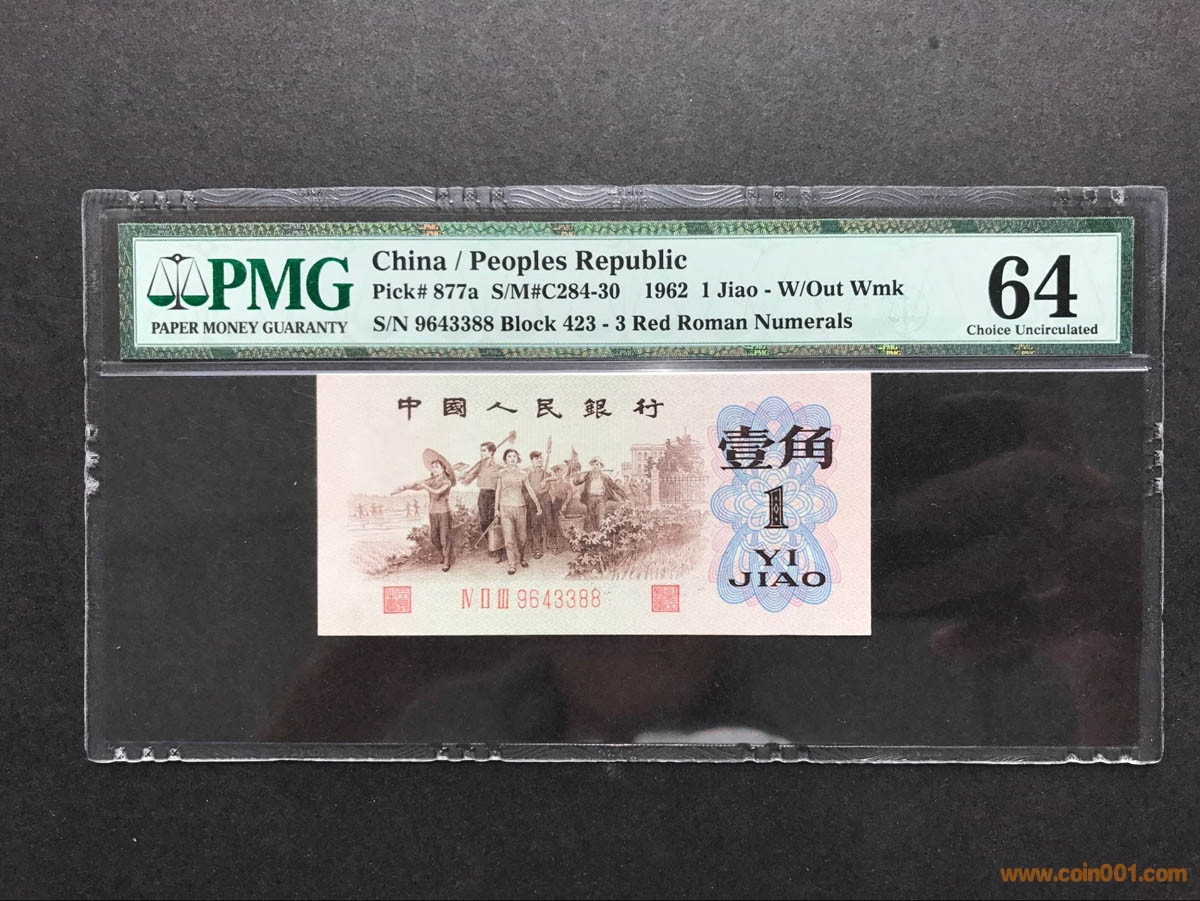 PMG
PAPER MONEY GUARANTY
China / Peoples Republic
Pick# 877a S/M#C284-30 1962 1 Jiao - W/Out Wmk
S/N 9643388 Block 423 - 3 Red Roman Numerals
64
Choice Uncirculated
中國人民銀行
壹角
1
YI
JIAO
IV II III 9643388
www.coin001.com